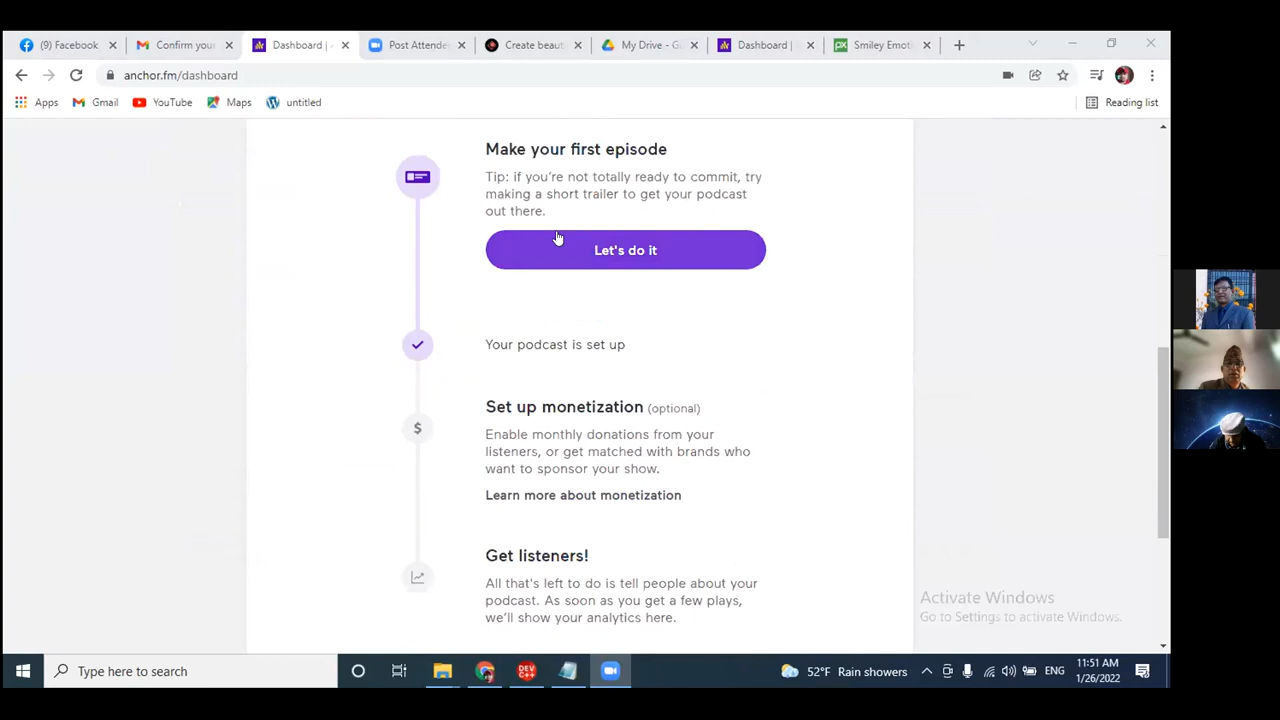 (9) Facebook
Confirm your
Dashboard |
Post Attende
Create beaut
My Drive - G
Dashboard |
Smiley Emoti
anchor.fm/dashboard
Apps
Gmail
YouTube
Maps
untitled
Reading list
Make your first episode
Tip: if you're not totally ready to commit, try
making a short trailer to get your podcast
out there.
Let's do it
Your podcast is set up
Set up monetization (optional)
Enable monthly donations from your
listeners, or get matched with brands who
want to sponsor your show.
Learn more about monetization
Get listeners!
All that's left to do is tell people about your
podcast. As soon as you get a few plays,
we'll show your analytics here.
Activate Windows
Go to Settings to activate Windows.
Type here to search
DEV
C++
52°F Rain showers
ENG
11:51 AM
1/26/2022